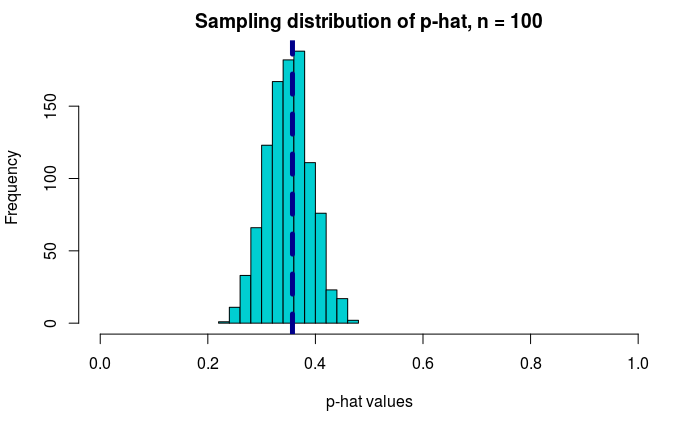 Sampling distribution of p-hat, n = 100
Frequency
150
100
50
0
0.0 0.2 0.4 0.6 0.8 1.0
p-hat values